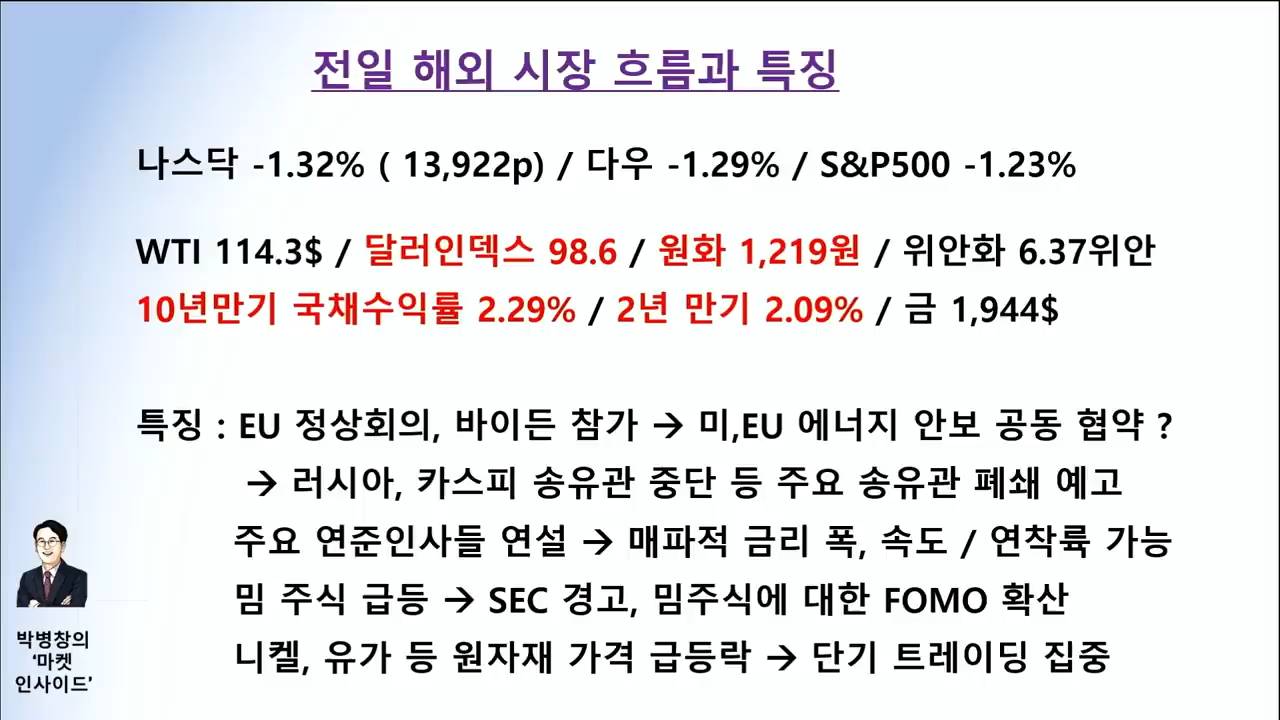 전일 해외 시장 흐름과 특징
나스닥 -1.32% ( 13,922p) / 다우 -1.29% / S&P500 -1.23%
WTI 114.3$ / 달러인덱스 98.6 / 원화 1,219원 / 위안화 6.37위안
10년만기 국채수익률 2.29% / 2년 만기 2.09% / 금 1,944$
특징 : EU 정상회의, 바이든 참가 → 미,EU 에너지 안보 공동 협약 ?
→ 러시아, 카스피 송유관 중단 등 주요 송유관 폐쇄 예고
주요 연준인사들 연설 → 매파적 금리 폭, 속도 / 연착륙 가능
밈 주식 급등 → SEC 경고, 밈주식에 대한 FOMO 확산
니켈, 유가 등 원자재 가격 급등락 → 단기 트레이딩 집중
박병창의
‘마켓
인사이드’